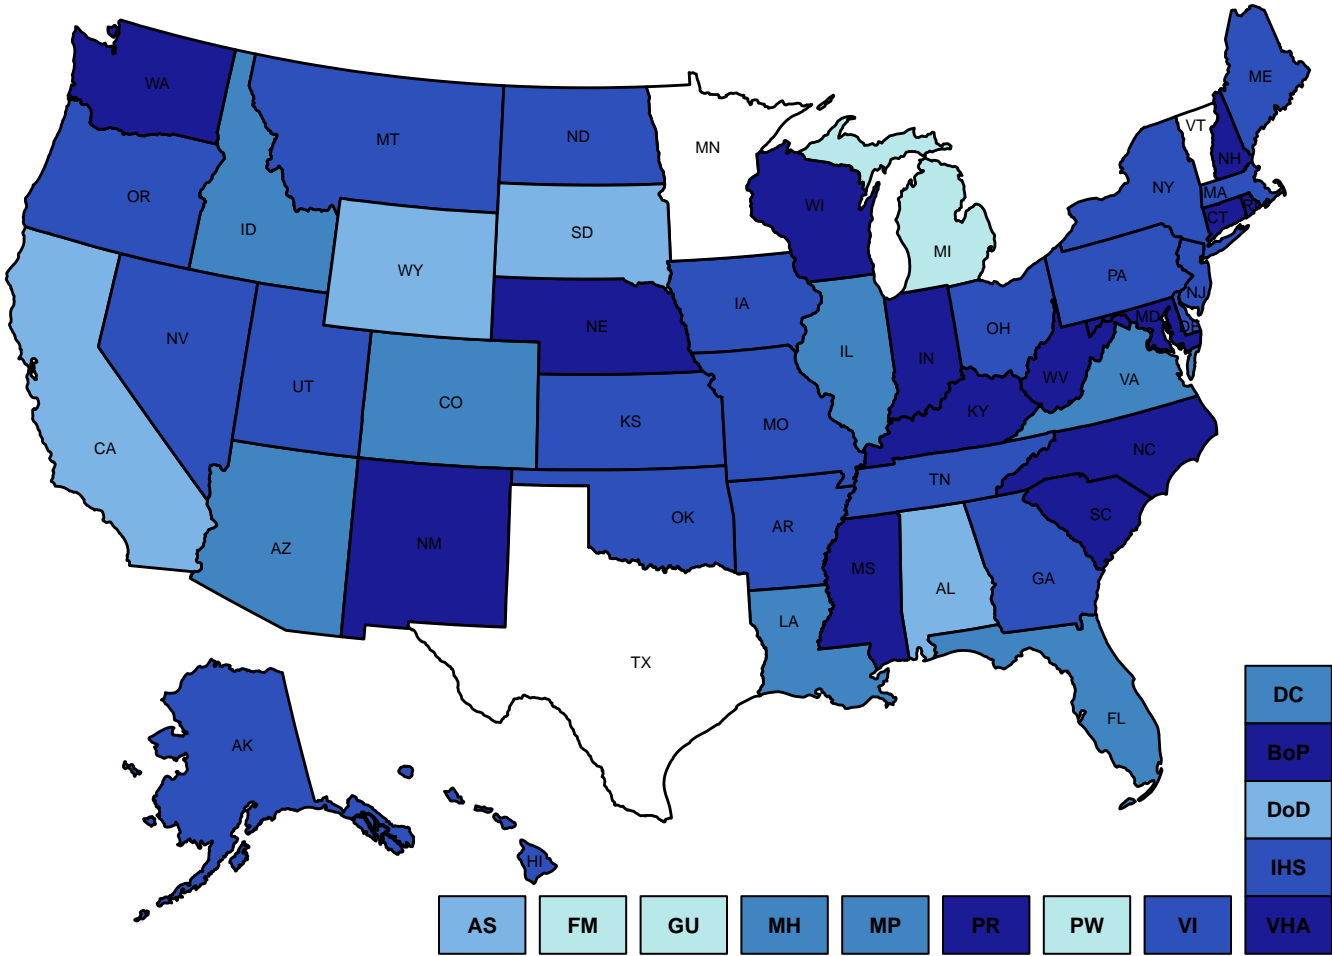 ME
WA
VT
MT
ND
MN
NH
NY
MA
OR
WI
RI
CT
ID
SD
MI
WY
PA
NJ
IA
MD
NE
DE
OH
NV
IL
IN
WV
VA
UT
CO
KY
KS
MO
CA
NC
TN
SC
OK
AR
NM
AZ
MS
GA
AL
LA
TX
DC
FL
AK
BoP
DoD
HI
IHS
AS FM GU MH MP PR PW VI VHA